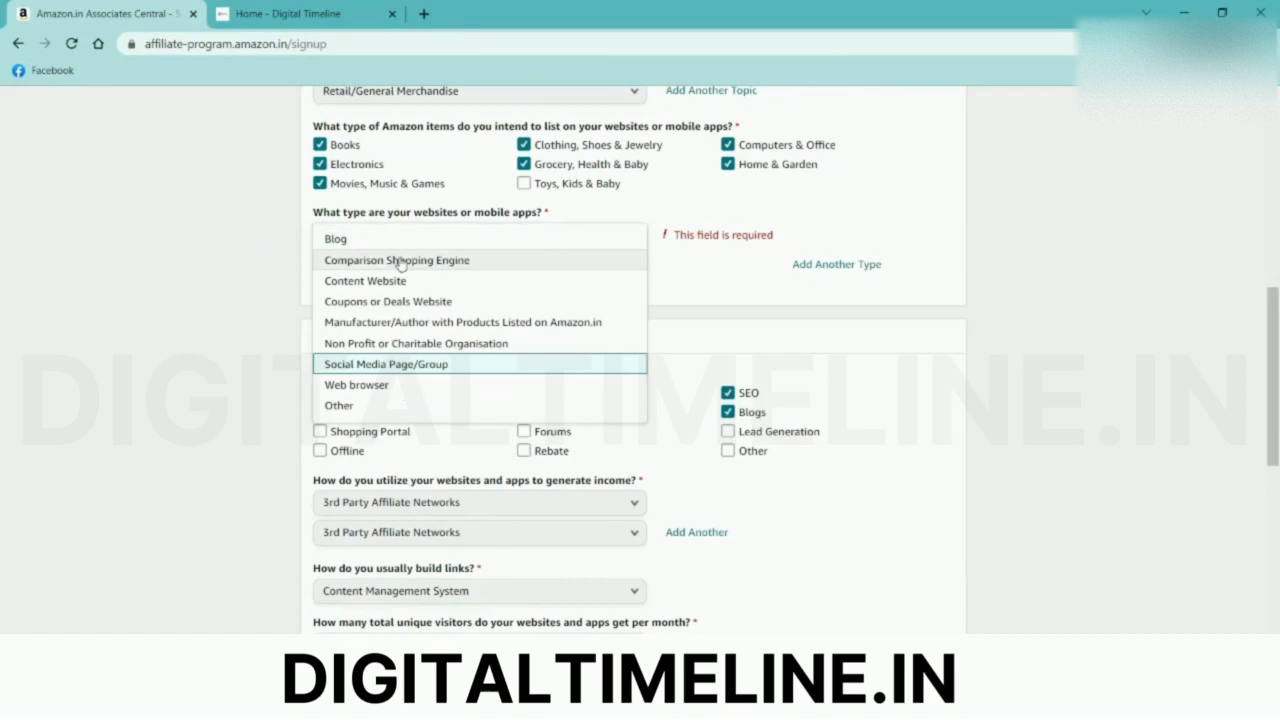 Amazon.in Associates Central - S
Home - Digital Timeline
affiliate-program.amazon.in/signup
Facebook
Retail/General Merchandise
Add Another Topic
What type of Amazon items do you intend to list on your websites or mobile apps? *
Books
Clothing, Shoes & Jewelry
Computers & Office
Electronics
Grocery, Health & Baby
Home & Garden
Movies, Music & Games
Toys, Kids & Baby
What type are your websites or mobile apps? *
Blog
! This field is required
Comparison Shopping Engine
Add Another Type
Content Website
Coupons or Deals Website
Manufacturer/Author with Products Listed on Amazon.in
Non Profit or Charitable Organisation
Social Media Page/Group
Web browser
Other
SEO
Blogs
Shopping Portal
Forums
Lead Generation
Offline
Rebate
Other
DIGITALTIMELINE.IN
How do you utilize your websites and apps to generate income? *
3rd Party Affiliate Networks
3rd Party Affiliate Networks
Add Another
How do you usually build links? *
Content Management System
How many total unique visitors do your websites and apps get per month? *
DIGITALTIMELINE.IN